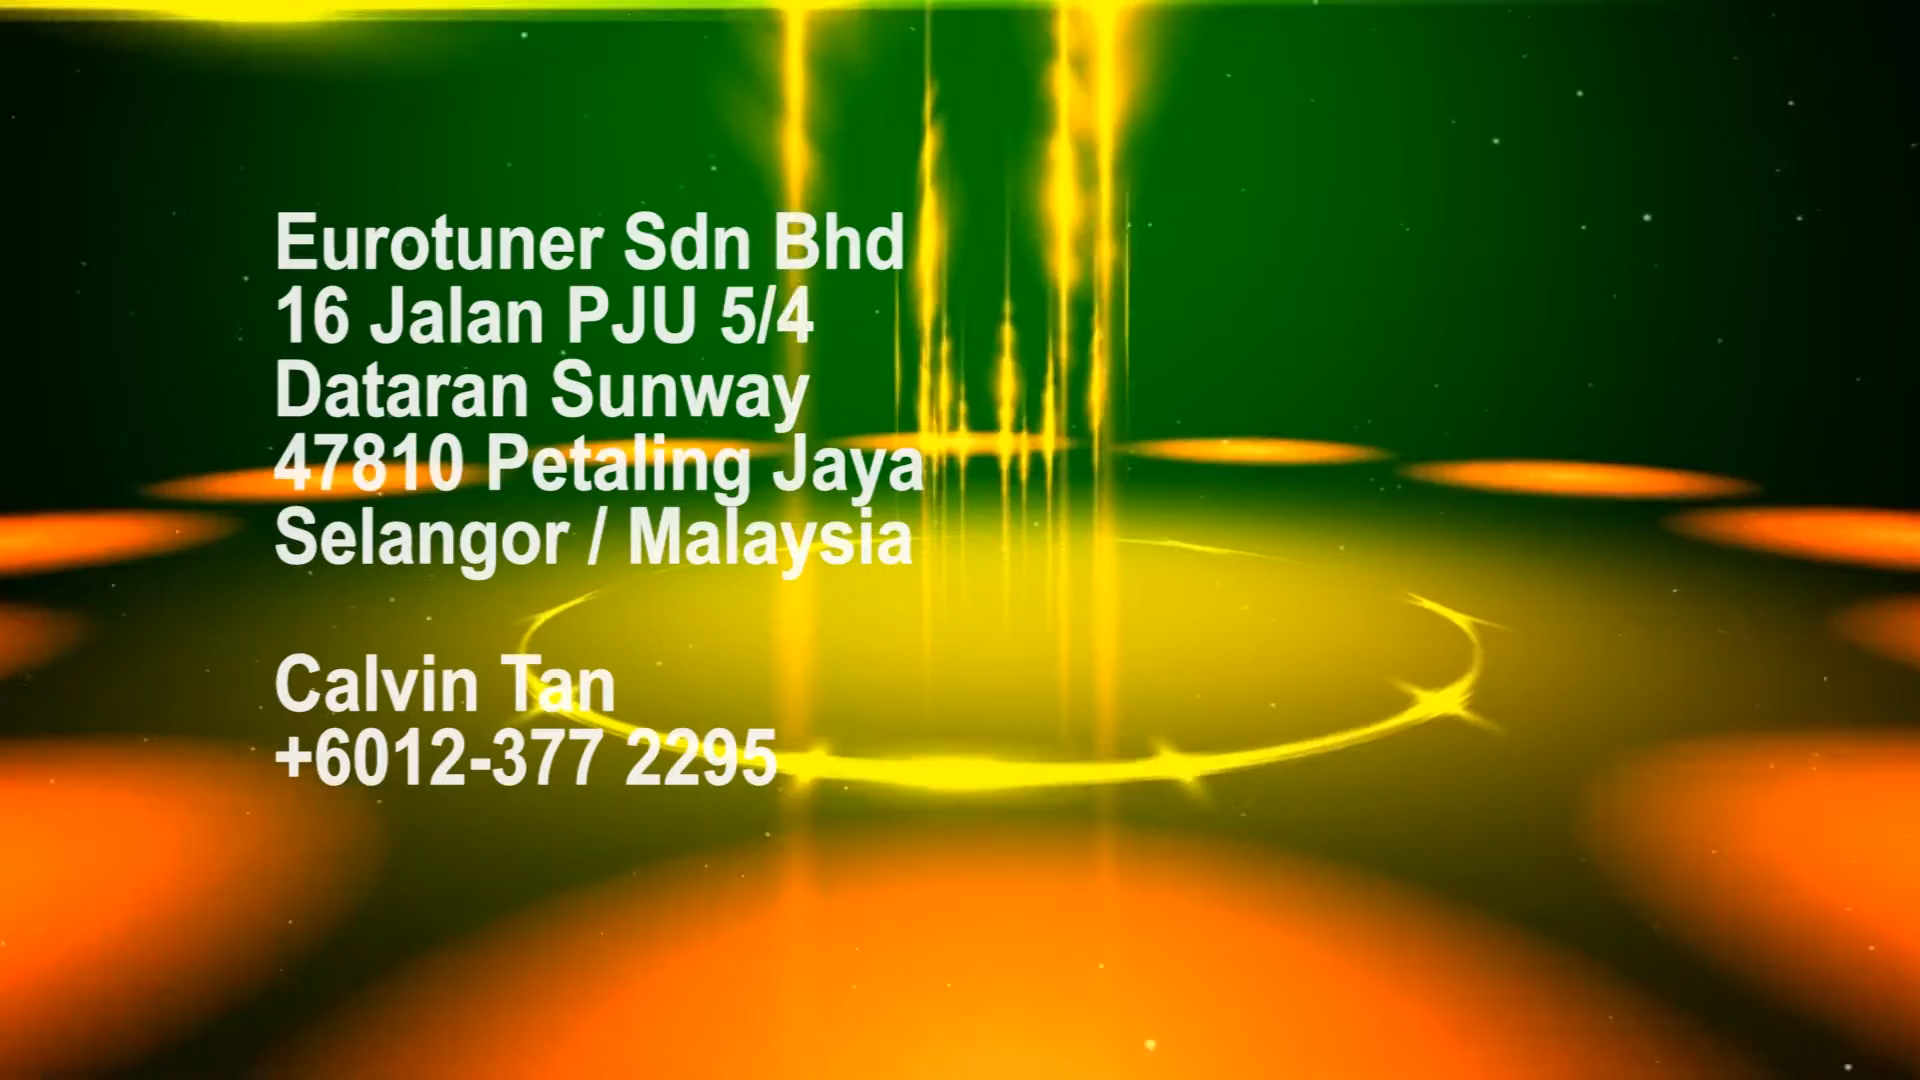 Eurotuner Sdn Bhd
16 Jalan PJU 5/4
Dataran Sunway
47810 Petaling Jaya
Selangor / Malaysia
Calvin Tan
+6012-377 2295